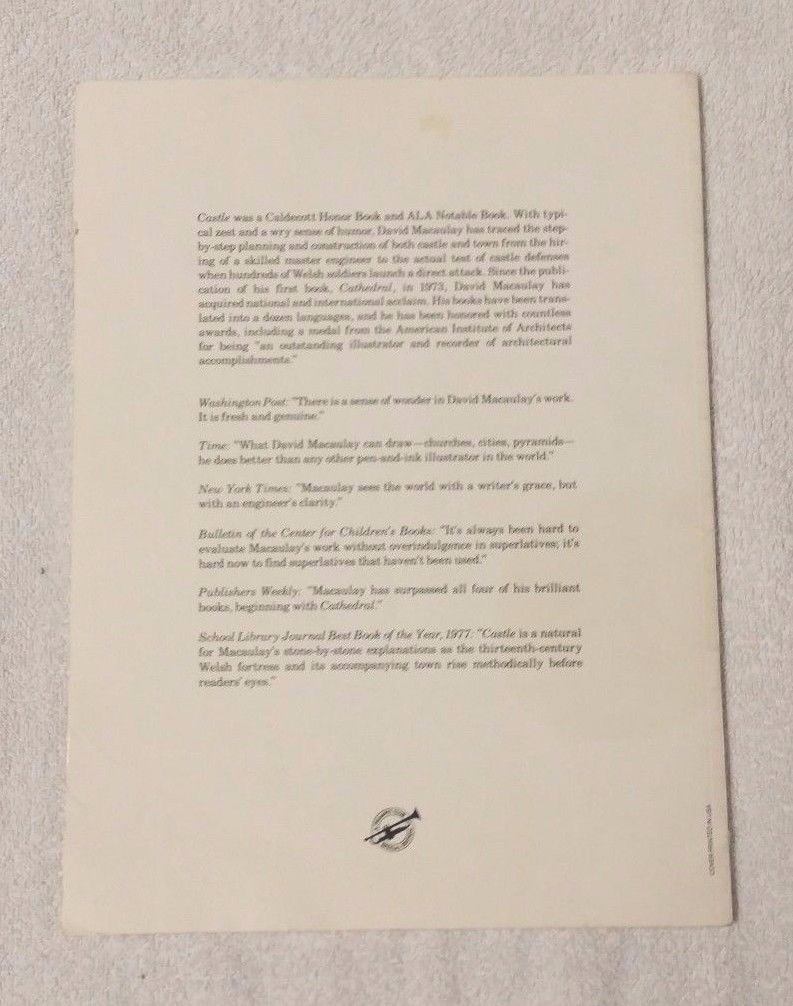 Castle was a Caldecott Honor Book and ALA Notable Book. With typi-
cal zest and a wry sense of humor, David Macaulay has traced the step-
by-step planning and construction of both castle and town from the hir-
ing of a skilled master engineer to the actual test of castle defenses
when hundreds of Welsh soldiers launch a direct attack. Since the publi-
cation of his first book, Cathedral, in 1973, David Macaulay has
acquired national and international acclaim. His books have been trans-
lated into a dozen languages, and he has been honored with countless
awards, including a medal from the American Institute of Architects
for being "an outstanding illustrator and recorder of architectural
accomplishments."
Washington Post: "There is a sense of wonder in David Macaulay's work.
It is fresh and genuine."
Time: "What David Macaulay can draw—churches, cities, pyramids—
he does better than any other pen-and-ink illustrator in the world."
New York Times: "Macaulay sees the world with a writer's grace, but
with an engineer's clarity."
Bulletin of the Center for Children's Books: "It's always been hard to
evaluate Macaulay's work without overindulgence in superlatives; it's
hard now to find superlatives that haven't been used."
Publishers Weekly: "Macaulay has surpassed all four of his brilliant
books, beginning with Cathedral."
School Library Journal Best Book of the Year, 1977: "Castle is a natural
for Macaulay's stone-by-stone explanations as the thirteenth-century
Welsh fortress and its accompanying town rise methodically before
readers' eyes."
COVER PRINTED IN USA